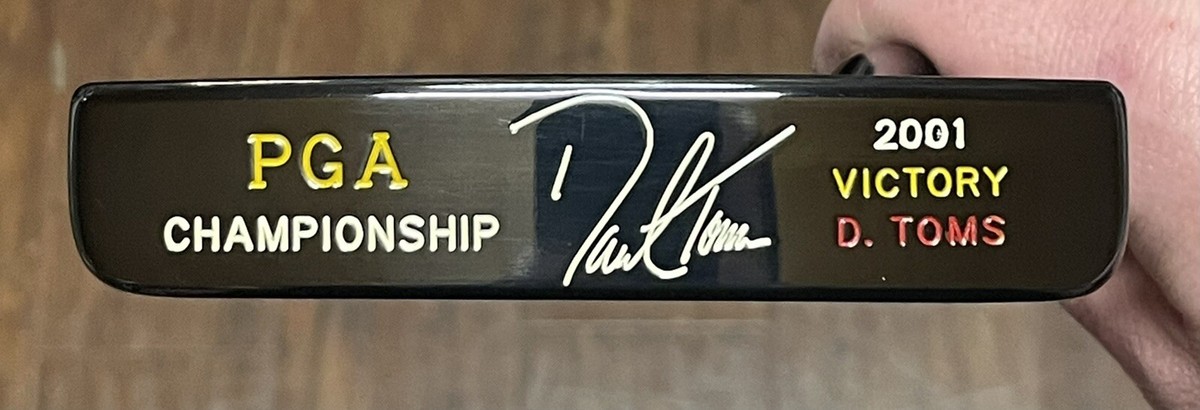 PGA
CHAMPIONSHIP
David Toms
2001
VICTORY
D. TOMS